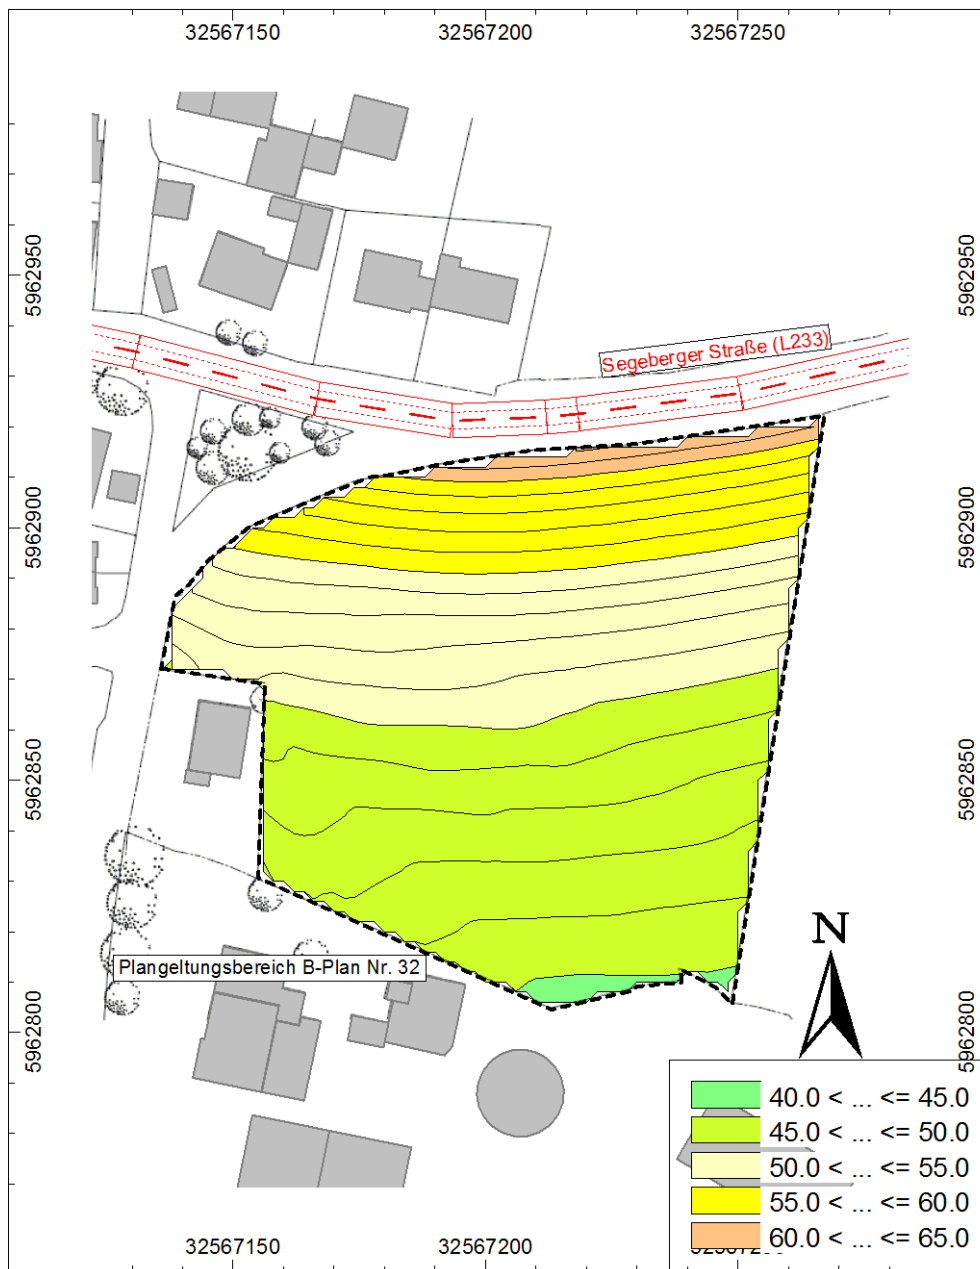 32567150 32567200 32567250
5962950 5962950
Segeberger Straße (L233)
5962900 5962900
5962850 5962850
Plangeltungsbereich B-Plan Nr. 32
N
5962800 5962800
40.0 < ... <= 45.0
45.0 < ... <= 50.0
50.0 < ... <= 55.0
55.0 < ... <= 60.0
60.0 < ... <= 65.0
32567150 32567200